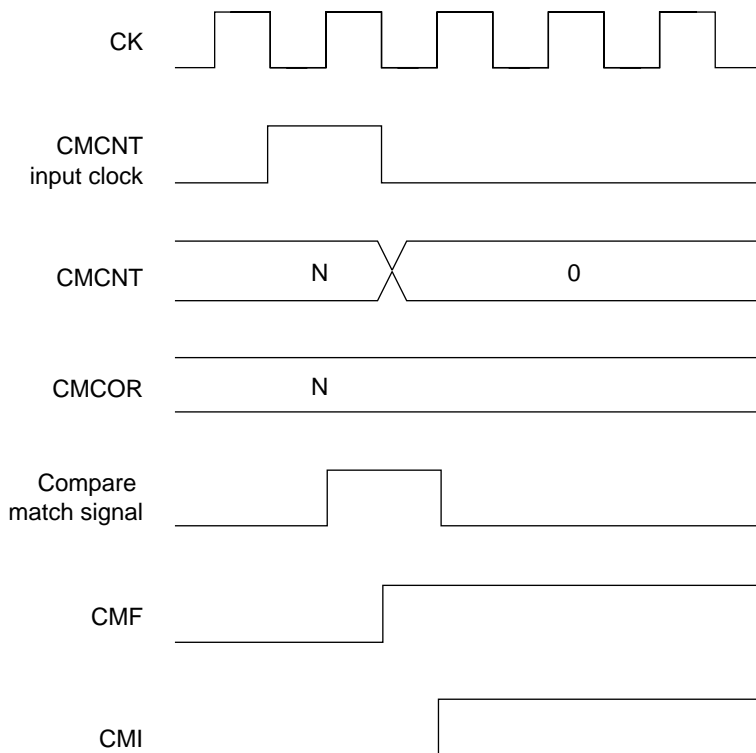 CK
CMCNT
input clock
CMCNT
N
0
CMCOR
N
Compare
match signal
CMF
CMI